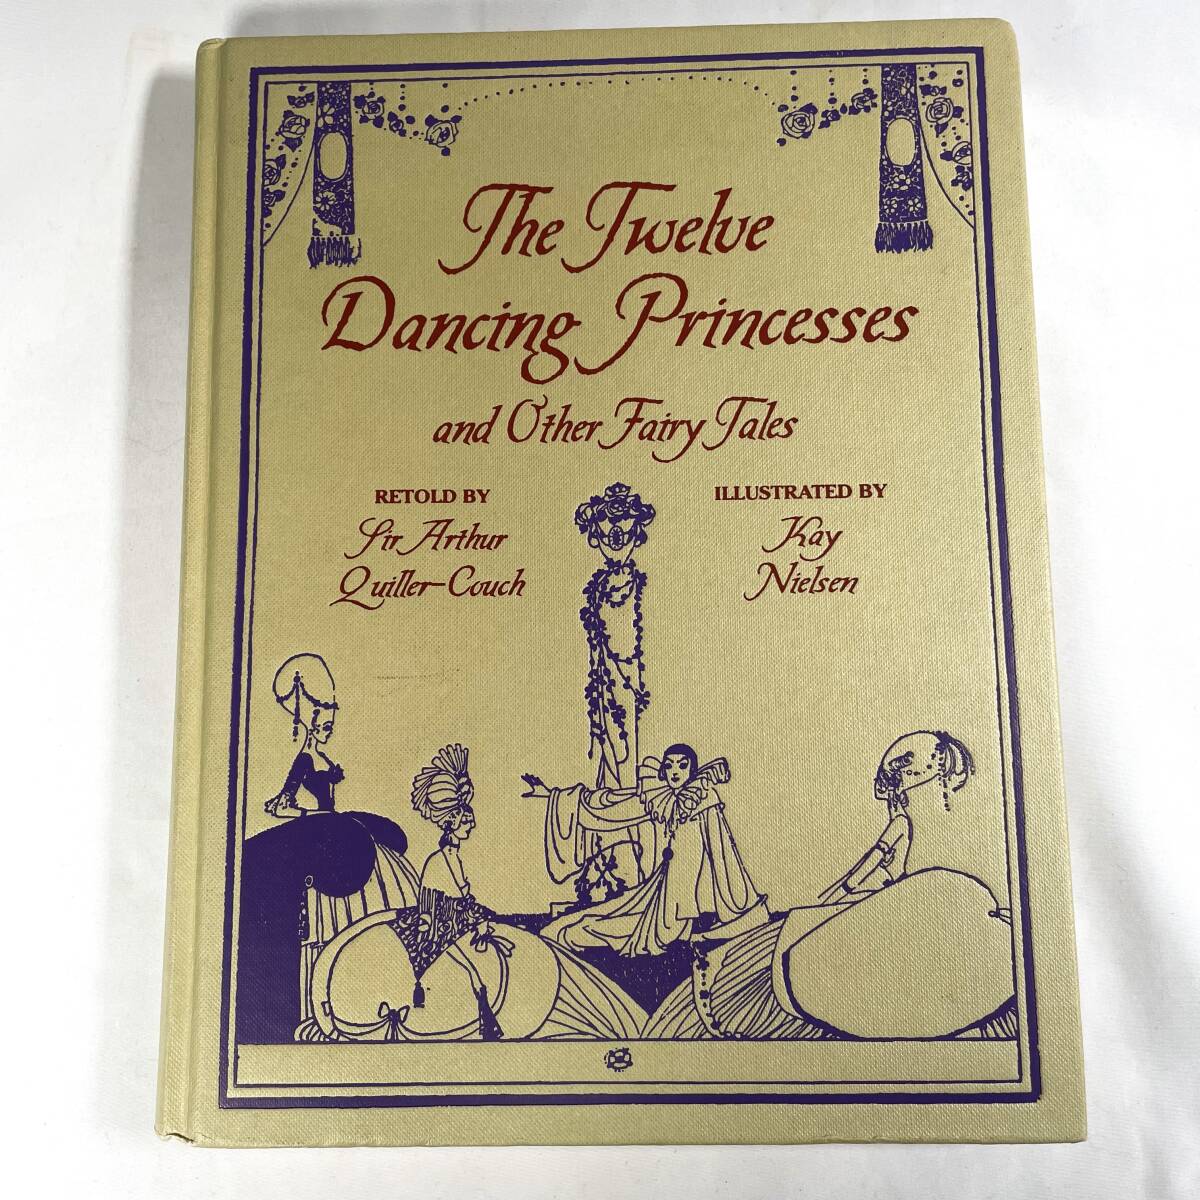 The Twelve
Dancing Princesses
and Other Fairy Tales
RETOLD BY
Sir Arthur
Quiller-Couch
ILLUSTRATED BY
Kay
Nielsen